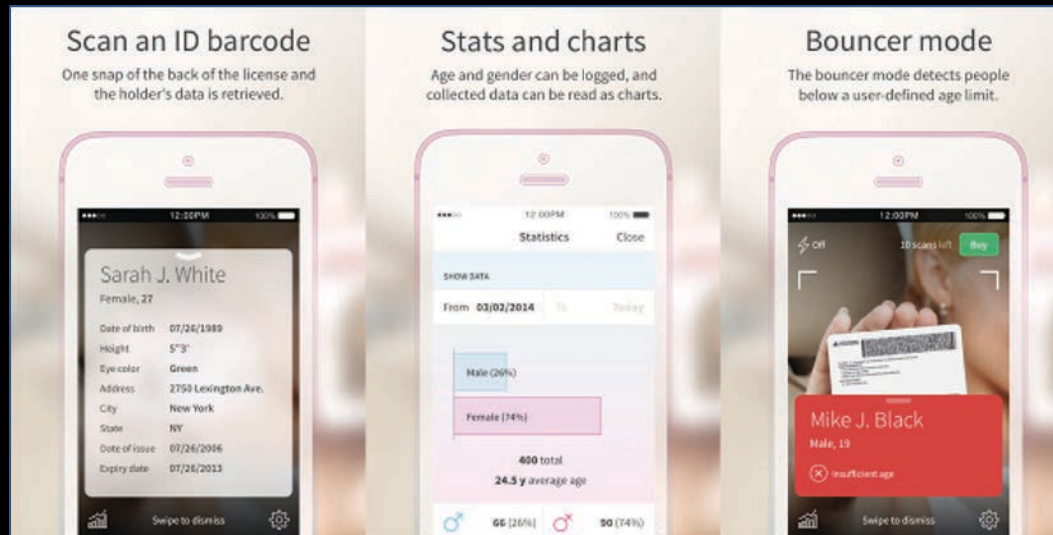 Scan an ID barcode
One snap of the back of the license and
the holder's data is retrieved.
12:00PM
100%
Sarah J. White
Female, 27
Date of birth 07/26/1989
Height 5"3'
Eye color Green
Address 2750 Lexington Ave.
City New York
State NY
Date of issue 07/26/2006
Expiry date 07/26/2013
Swipe to dismiss
Stats and charts
Age and gender can be logged, and
collected data can be read as charts.
12:00PM
100%
Statistics
Close
SHOW DATA
From 03/02/2014 To Today
Male (26%)
Female (74%)
400 total
24.5 y average age
66 (26%)
90 (74%)
Bouncer mode
The bouncer mode detects people
below a user-defined age limit.
12:00PM
100%
Off
10 scans left
Buy
Mike J. Black
Male, 19
Insufficient age
Swipe to dismiss